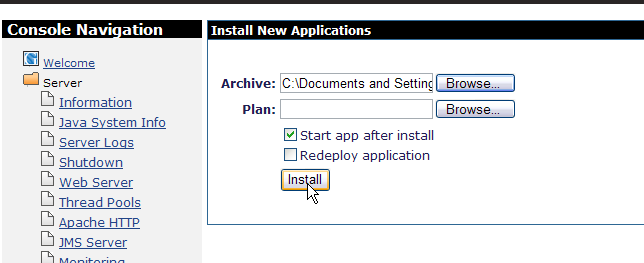 Console Navigation
Welcome
Server
Information
Java System Info
Server Logs
Shutdown
Web Server
Thread Pools
Apache HTTP
JMS Server
Monitoring
Install New Applications
Archive: C:\Documents and Setting Browse...
Plan: Browse...
Start app after install
Redeploy application
Install